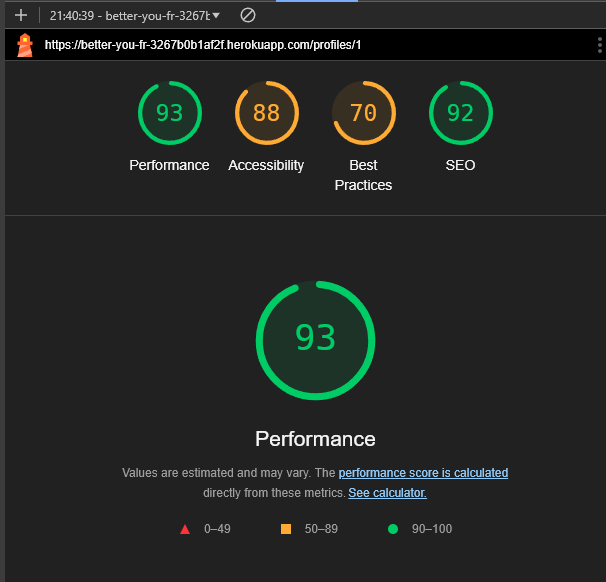 21:40:39 - better-you-fr-3267b
https://better-you-fr-3267b0b1af2f.herokuapp.com/profiles/1
93
88
70
92
Performance
Accessibility
Best
Practices
SEO
93
Performance
Values are estimated and may vary. The performance score is calculated
directly from these metrics. See calculator.
0–49
50–89
90–100